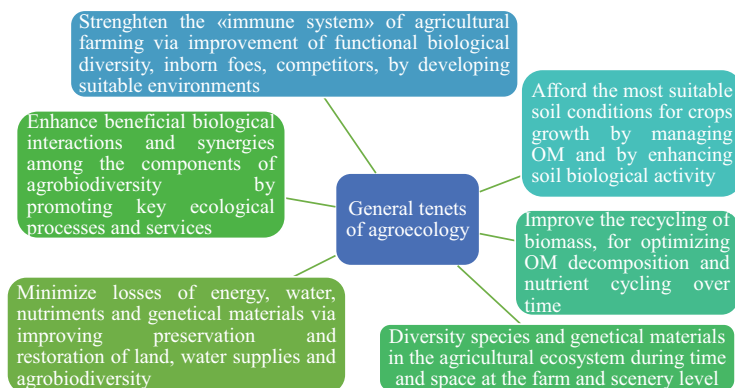 Strenghten the «immune system» of agricultural
farming via improvement of functional biological
diversity, inborn foes, competitors, by developing
suitable environments
Afford the most suitable
soil conditions for crops
growth by managing
OM and by enhancing
soil biological activity
Enhance beneficial biological
interactions and synergies
among the components of
agrobiodiversity by
promoting key ecological
processes and services
General tenets
of agroecology
Improve the recycling of
biomass, for optimizing
OM decomposition and
nutrient cycling over
time
Minimize losses of energy, water,
nutriments and genetical materials via
improving preservation and
restoration of land, water supplies and
agrobiodiversity
Diversity species and genetical materials
in the agricultural ecosystem during time
and space at the farm and scenery level